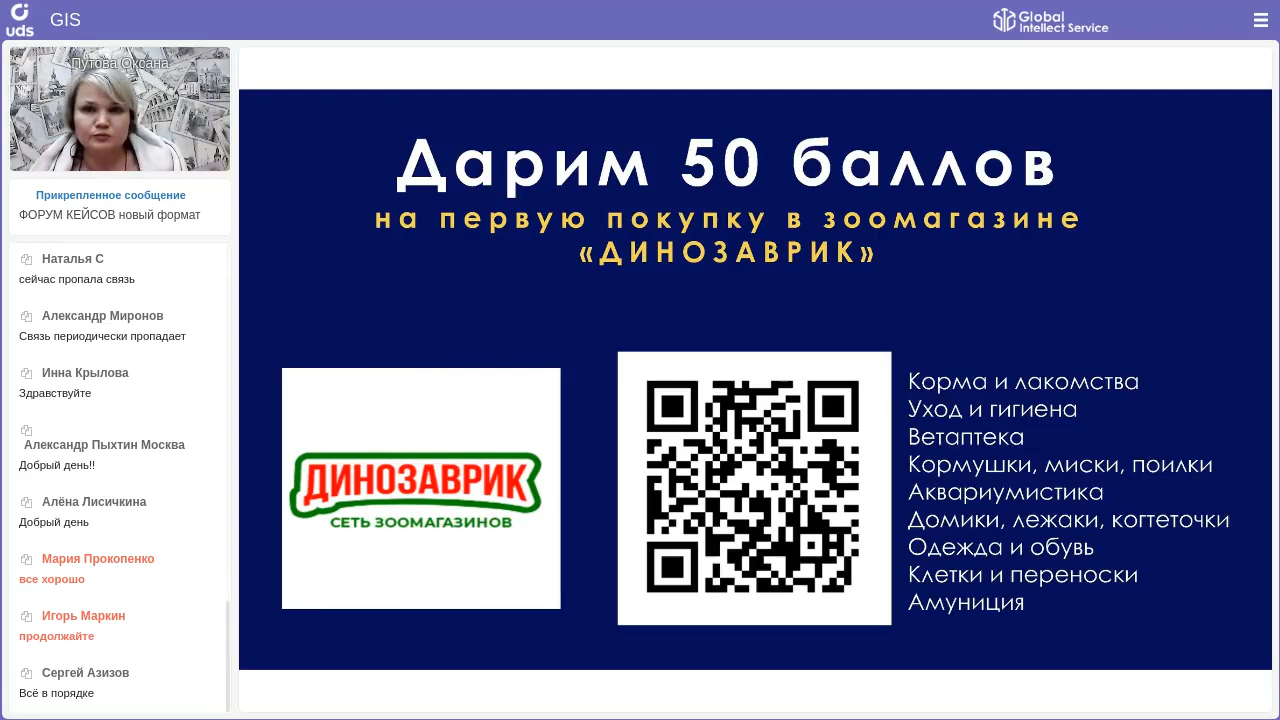 uds
GIS
Global
Intellect Service
Путова Оксана
Прикрепленное сообщение
ФОРУМ КЕЙСОВ новый формат
Наталья С
сейчас пропала связь
Александр Миронов
Связь периодически пропадает
Инна Крылова
Здравствуйте
Александр Пыхтин Москва
Добрый день!!
Алёна Лисичкина
Добрый день
Мария Прокопенко
все хорошо
Игорь Маркин
продолжайте
Сергей Азизов
Всё в порядке
Дарим 50 баллов
на первую покупку в зоомагазине
«ДИНОЗАВРИК»
ДИНОЗАВРИК
СЕТЬ ЗООМАГАЗИНОВ
Корма и лакомства
Уход и гигиена
Ветаптека
Кормушки, миски, поилки
Аквариумистика
Домики, лежаки, когтеточки
Одежда и обувь
Клетки и переноски
Амуниция